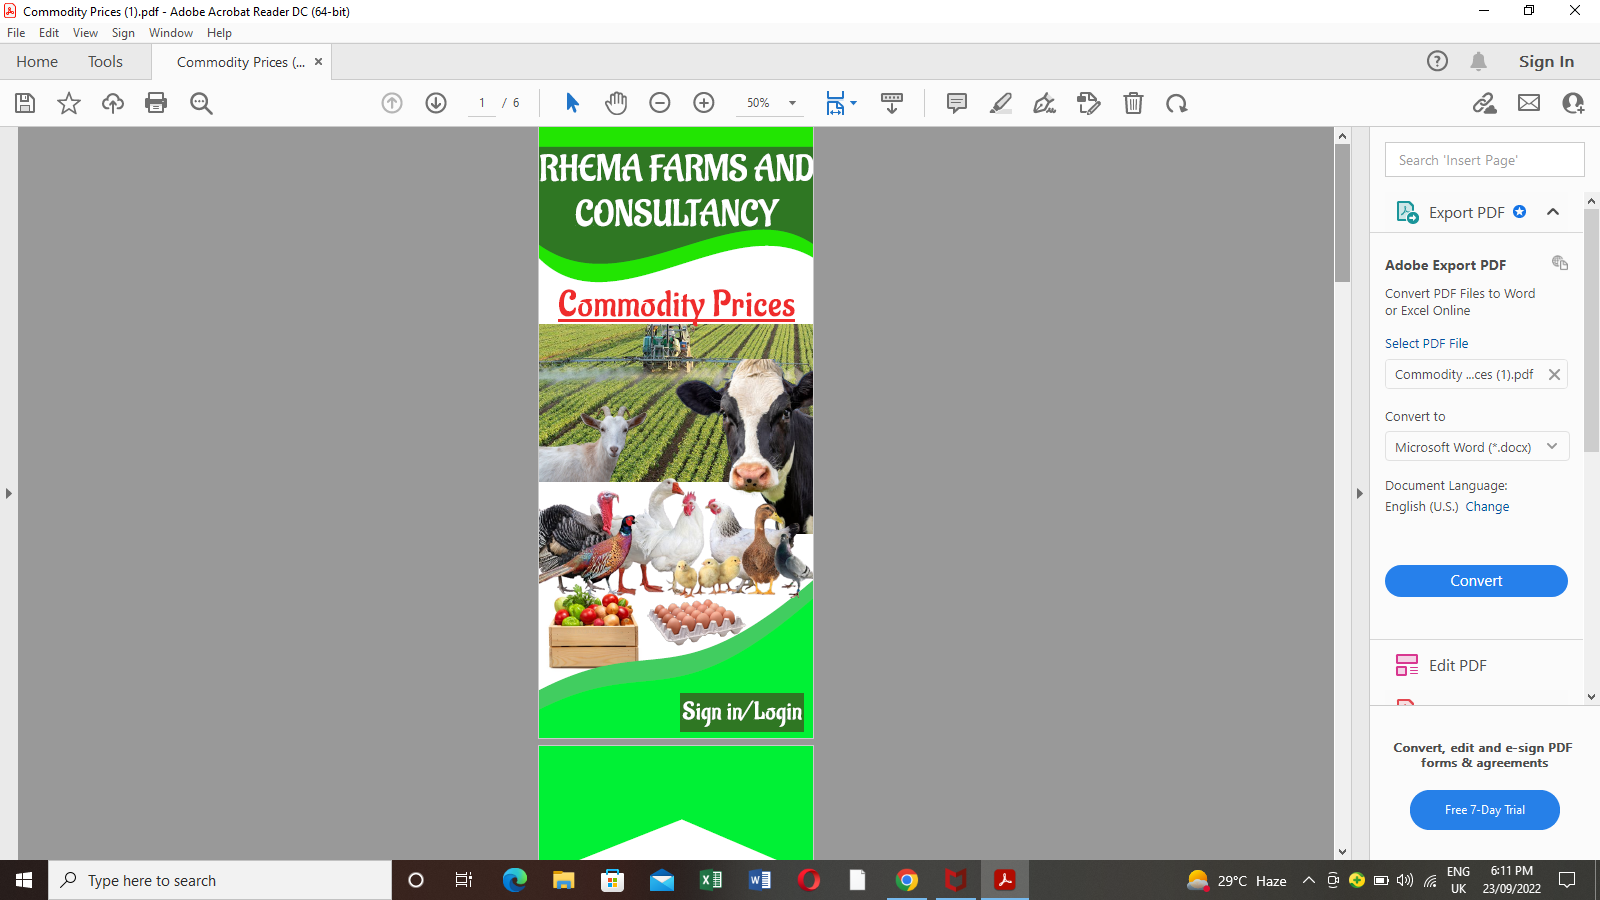 Commodity Prices (1).pdf - Adobe Acrobat Reader DC (64-bit)
File Edit View Sign Window Help
Home Tools Commodity Prices (... ×
Sign In
1 / 6
50%
RHEMA FARMS AND
CONSULTANCY
Commodity Prices
Sign in/Login
Search 'Insert Page'
Export PDF
Adobe Export PDF
Convert PDF Files to Word
or Excel Online
Select PDF File
Commodity ...ces (1).pdf
Convert to
Microsoft Word (*.docx)
Document Language:
English (U.S.) Change
Convert
Edit PDF
Convert, edit and e-sign PDF
forms & agreements
Free 7-Day Trial
Type here to search
29°C Haze
ENG
UK
6:11 PM
23/09/2022